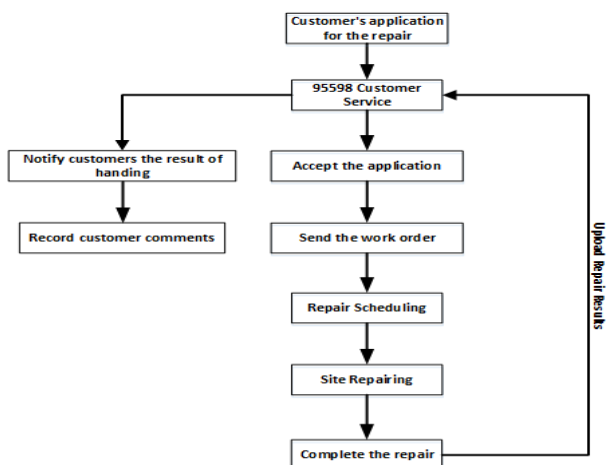 Customer's application
for the repair
95598 Customer
Service
Notify customers the result of
handing
Accept the application
Record customer comments
Send the work order
Repair Scheduling
Site Repairing
Complete the repair
Upload Repair Results